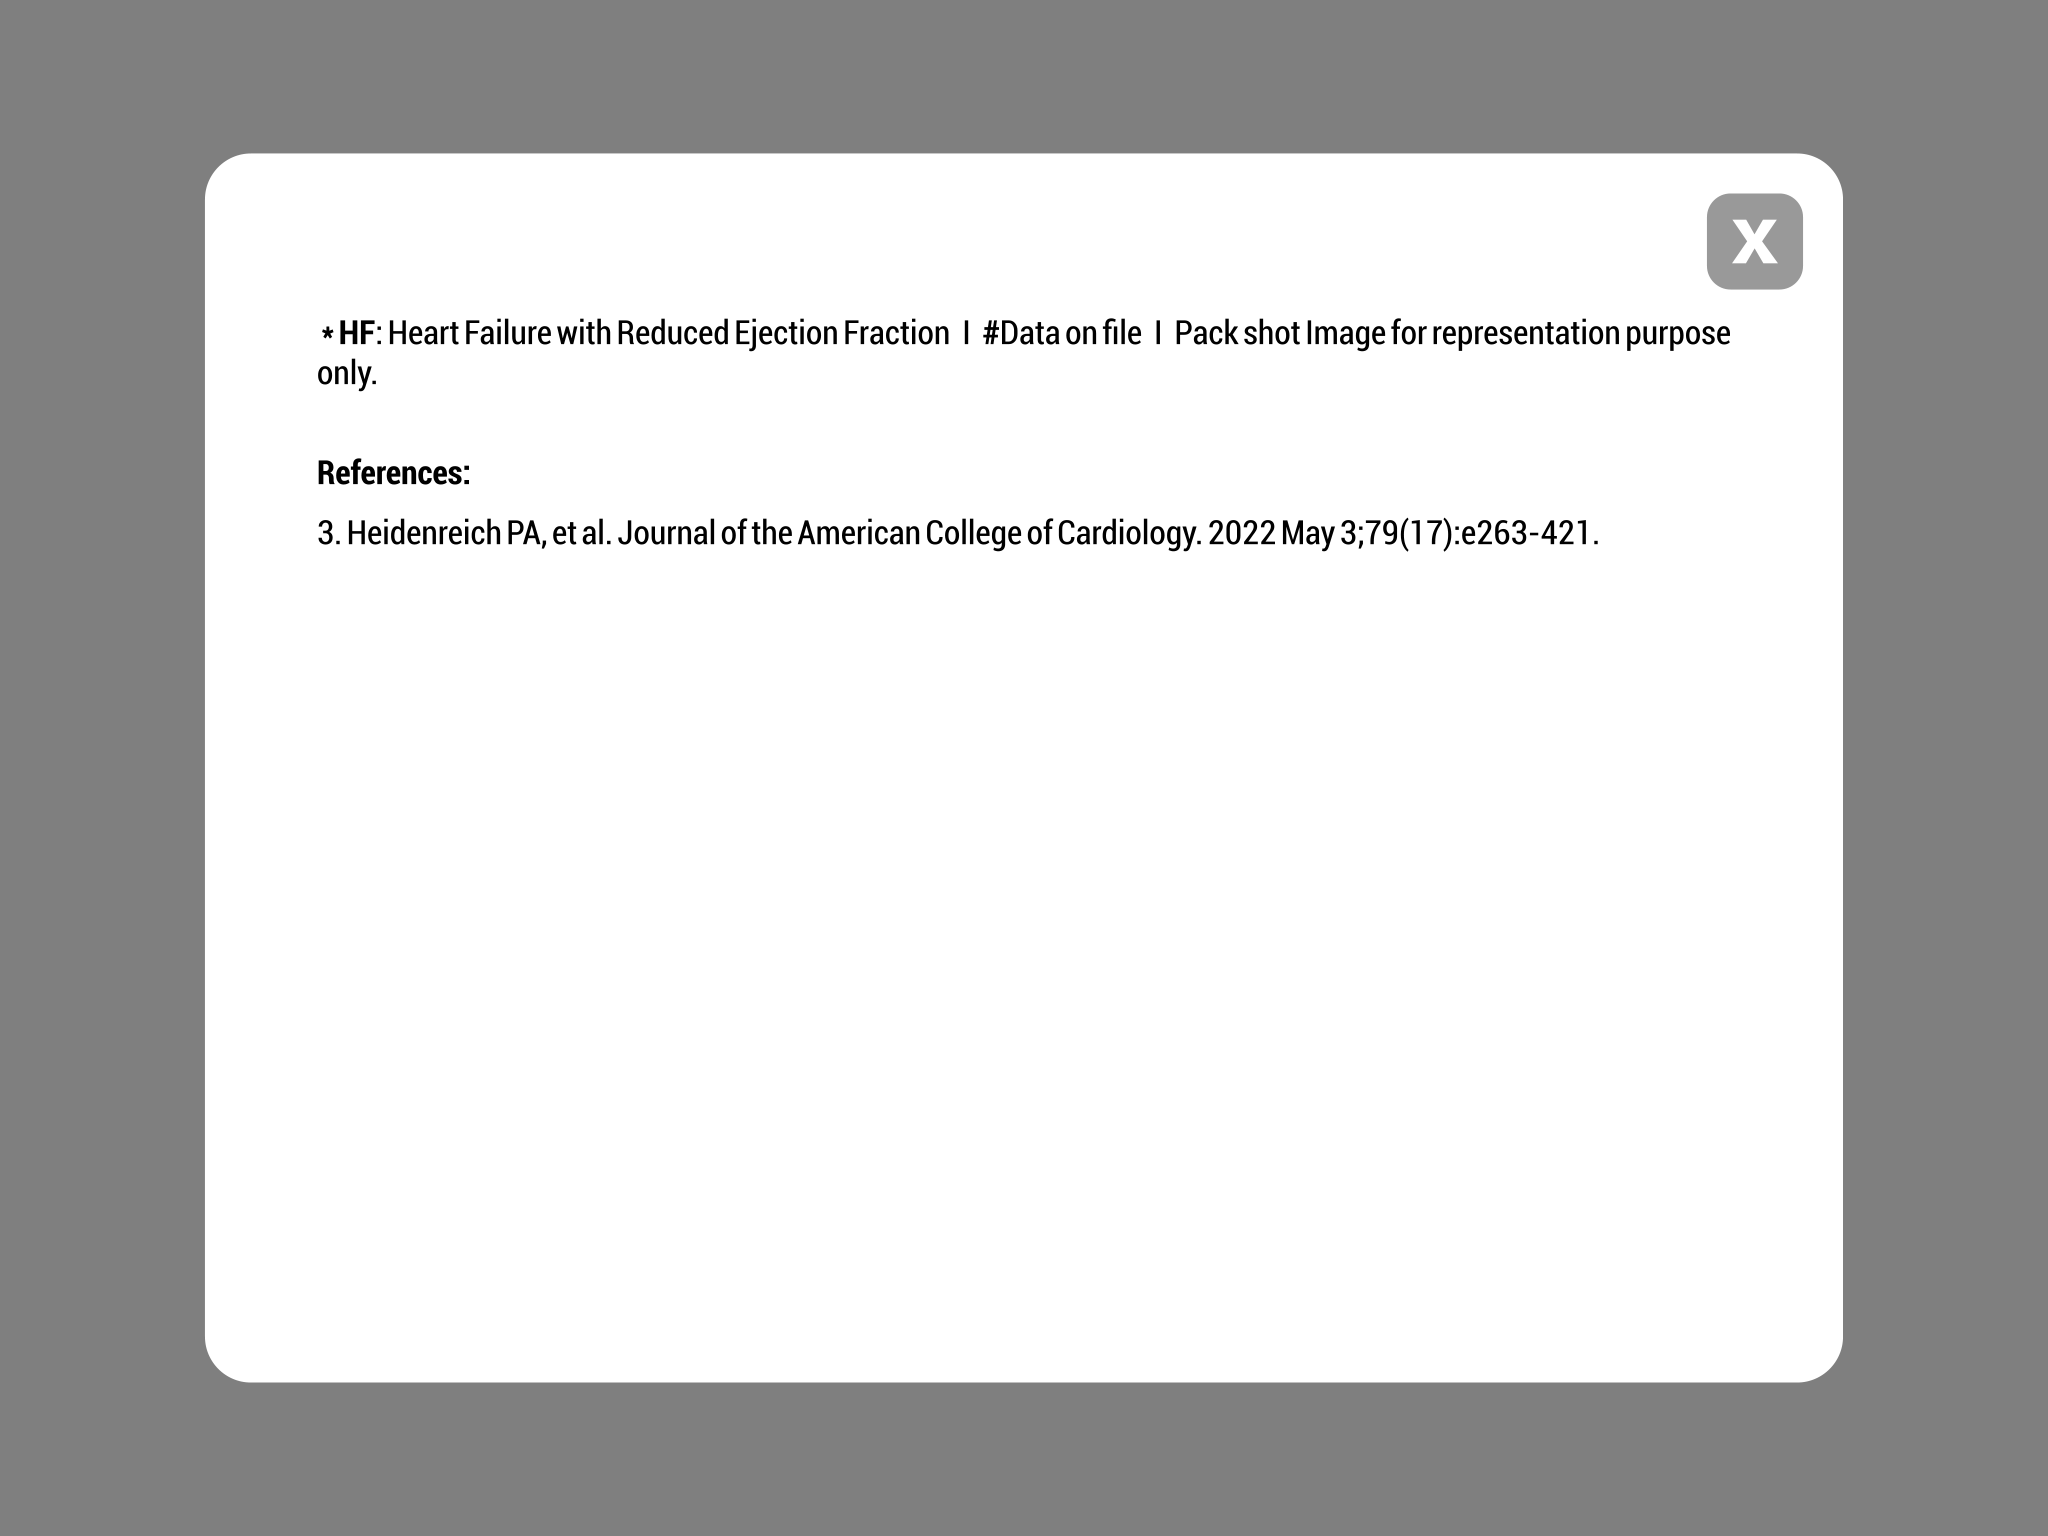 X
*HF: Heart Failure with Reduced Ejection Fraction I #Data on file I Pack shot Image for representation purpose
only.
References:
3. Heidenreich PA, et al. Journal of the American College of Cardiology. 2022 May 3;79(17):e263-421.